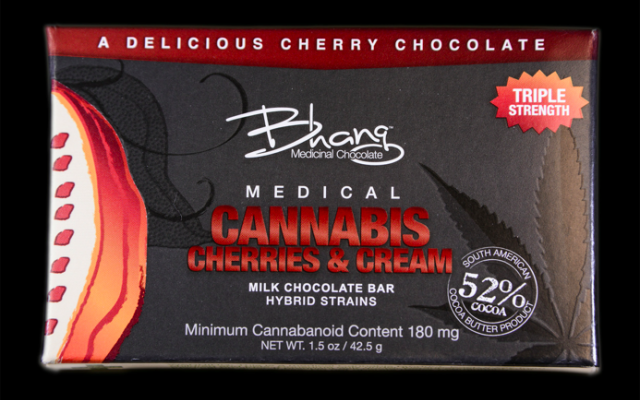 A DELICIOUS CHERRY CHOCOLATE
TRIPLE
STRENGTH
Bhang™
Medicinal Chocolate
MEDICAL
CANNABIS
CHERRIES & CREAM
MILK CHOCOLATE BAR
HYBRID STRAINS
SOUTH AMERICAN
52%
COCOA
COCOA BUTTER PRODUCT
Minimum Cannabanoid Content 180 mg
NET WT. 1.5 oz / 42.5 g